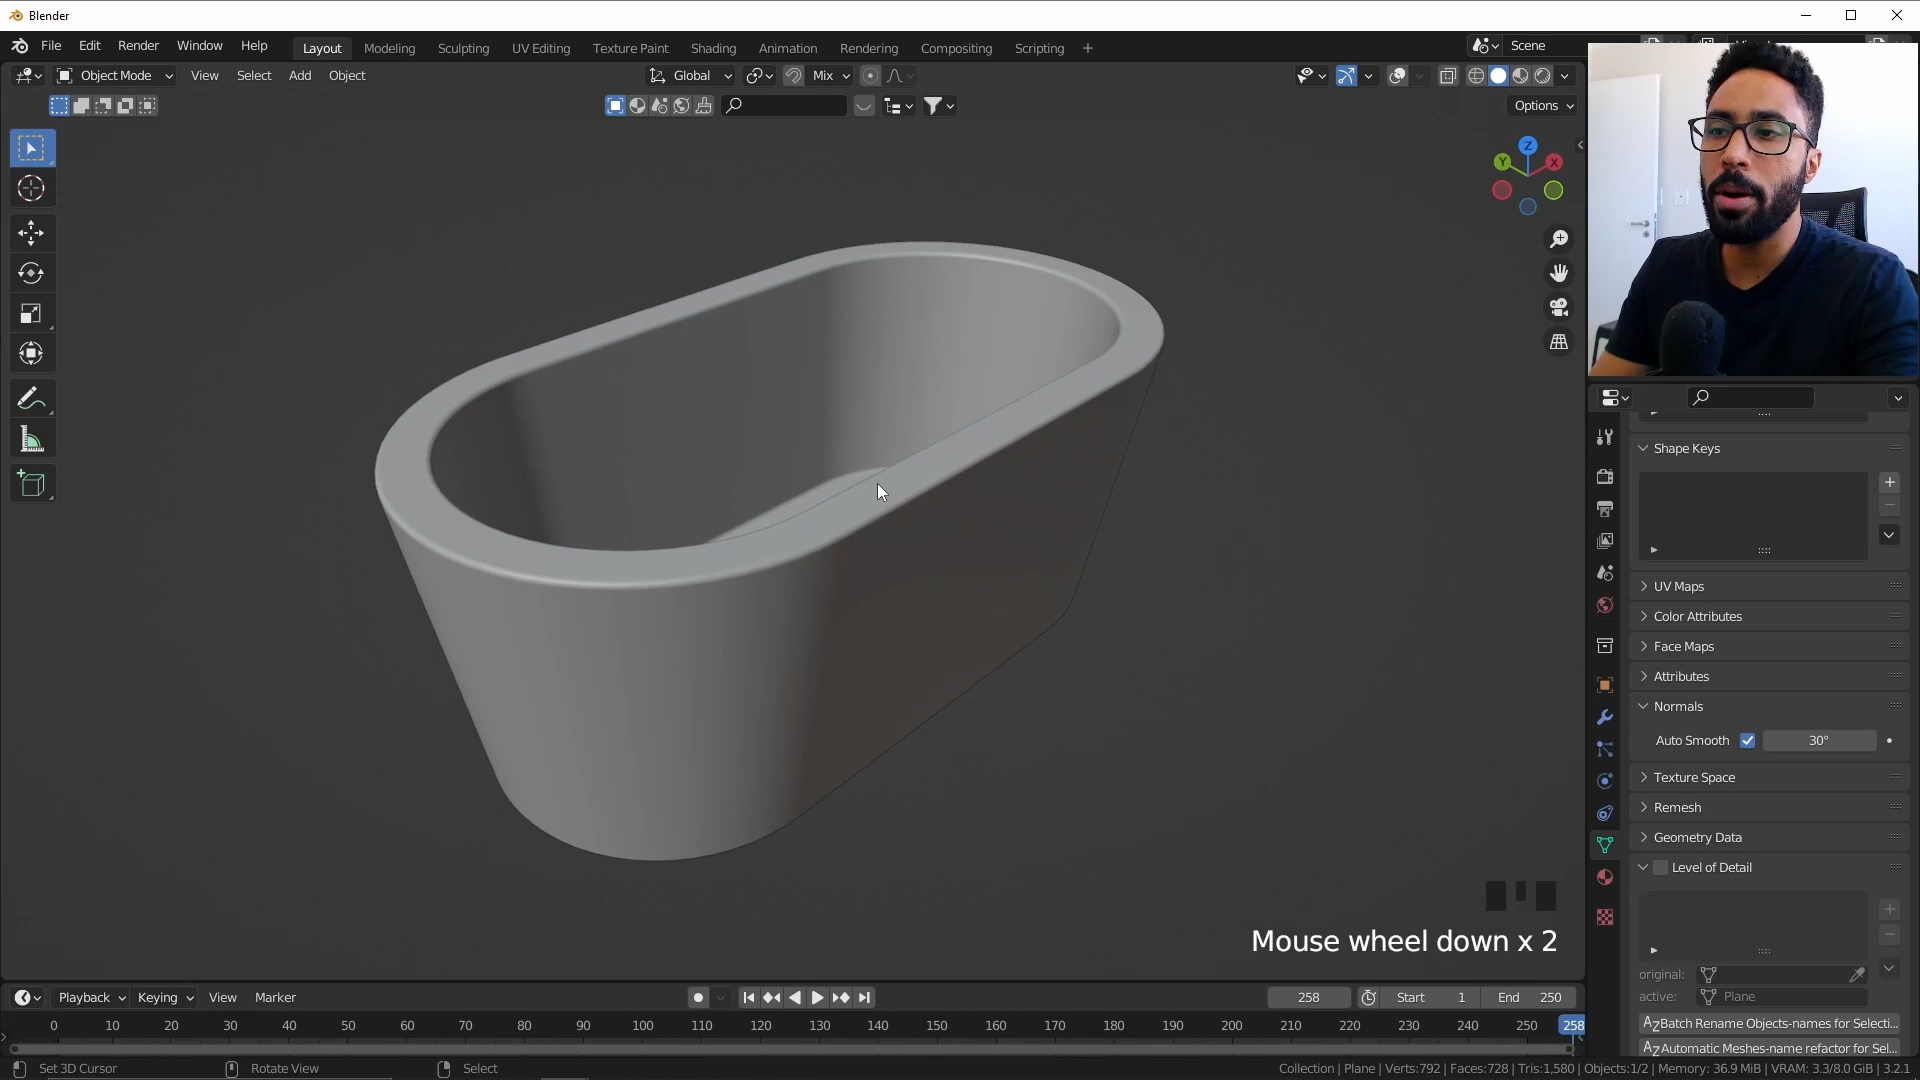 Blender
File Edit Render Window Help Layout Modeling Sculpting UV Editing Texture Paint Shading Animation Rendering Compositing Scripting + Scene
Object Mode View Select Add Object Global Mix
Options
Z
Y X
Shape Keys
UV Maps
Color Attributes
Face Maps
Attributes
Normals
Auto Smooth 30°
Texture Space
Remesh
Geometry Data
Level of Detail
Mouse wheel down x 2
original:
active: Plane
Playback Keying View Marker 258 Start 1 End 250
0 10 20 30 40 50 60 70 80 90 100 110 120 130 140 150 160 170 180 190 200 210 220 230 240 250 258
AZ Batch Rename Objects-names for Selecti...
AZ Automatic Meshes-name refactor for Sel...
Set 3D Cursor Rotate View Select Collection | Plane | Verts:792 | Faces:728 | Tris:1,580 | Objects:1/2 | Memory: 36.9 MiB | VRAM: 3.3/8.0 GiB | 3.2.1